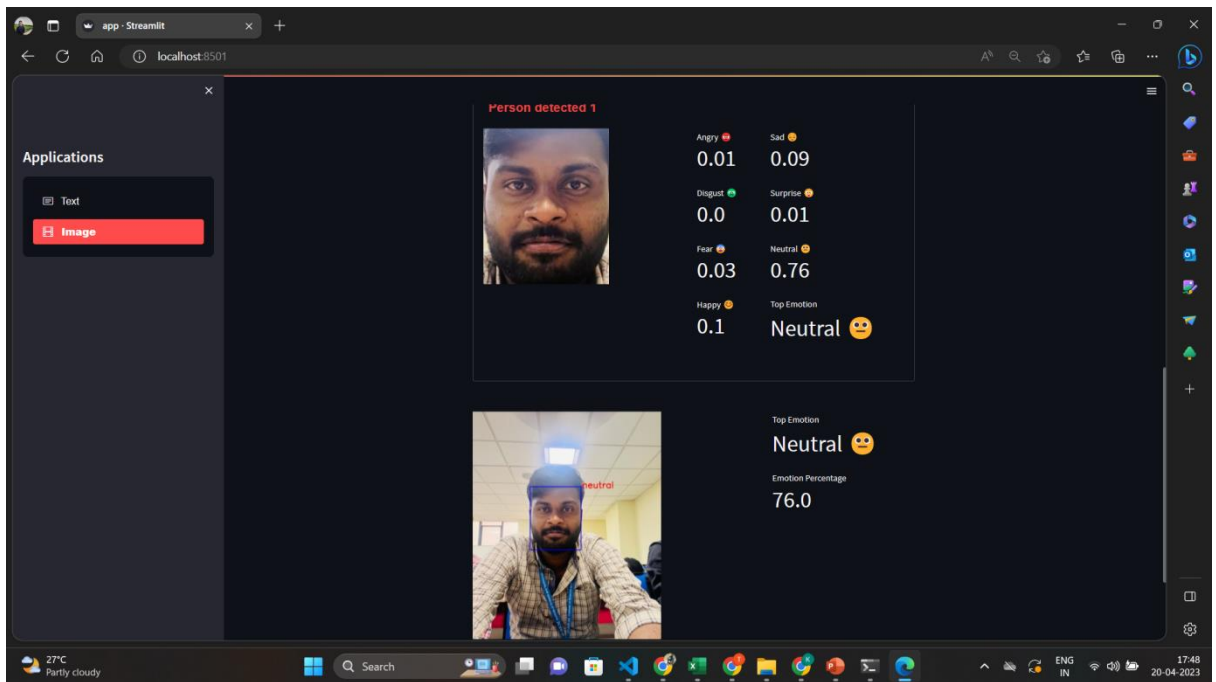 app · Streamlit
localhost:8501
Applications
Text
Image
Person detected 1
Angry 😡 Sad 😔
0.01 0.09
Disgust 🤢 Surprise 😮
0.0 0.01
Fear 😨 Neutral 😐
0.03 0.76
Happy 😊 Top Emotion
0.1 Neutral 😐
neutral
Top Emotion
Neutral 😐
Emotion Percentage
76.0
27°C
Partly cloudy
Search
ENG
IN
17:48
20-04-2023